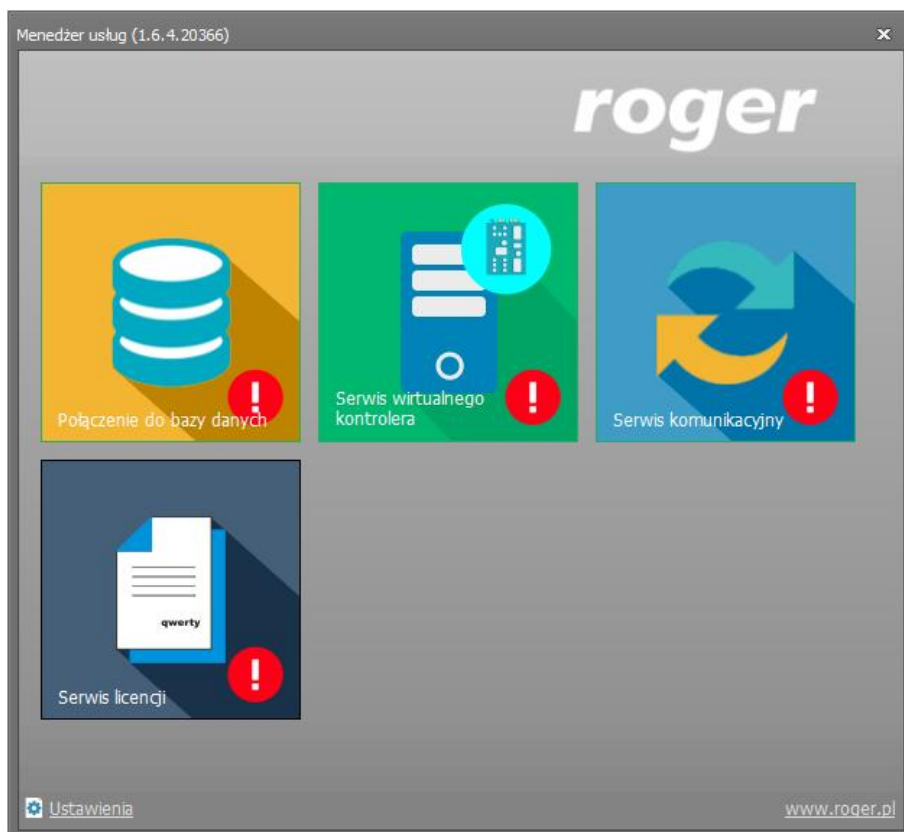 Menedżer usług (1.6.4.20366)
roger
Połączenie do bazy danych
Serwis wirtualnego
kontrolera
Serwis komunikacyjny
qwerty
Serwis licencji
Ustawienia
www.roger.pl